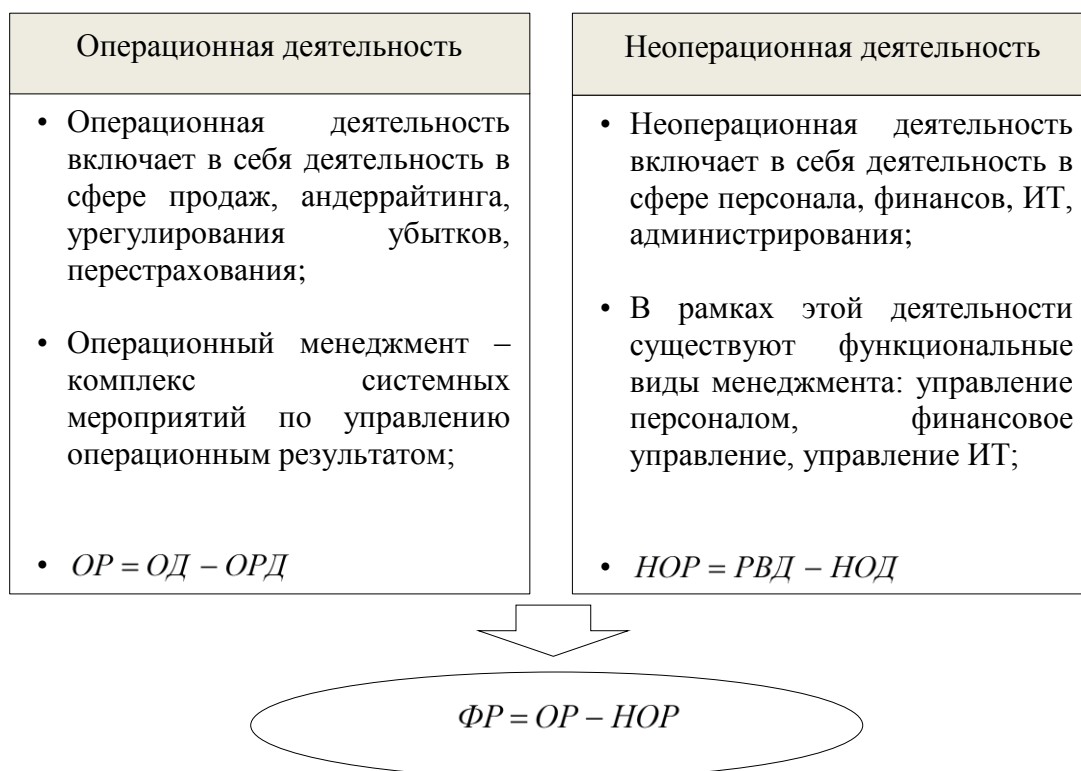 Операционная деятельность
• Операционная деятельность
включает в себя деятельность в
сфере продаж, андеррайтинга,
урегулирования убытков,
перестрахования;
• Операционный менеджмент –
комплекс системных
мероприятий по управлению
операционным результатом;
• ОР = ОД – ОРД
Неоперационная деятельность
• Неоперационная деятельность
включает в себя деятельность в
сфере персонала, финансов, ИТ,
администрирования;
• В рамках этой деятельности
существуют функциональные
виды менеджмента: управление
персоналом, финансовое
управление, управление ИТ;
• НОР = РВД – НОД
ФР = ОР – НОР